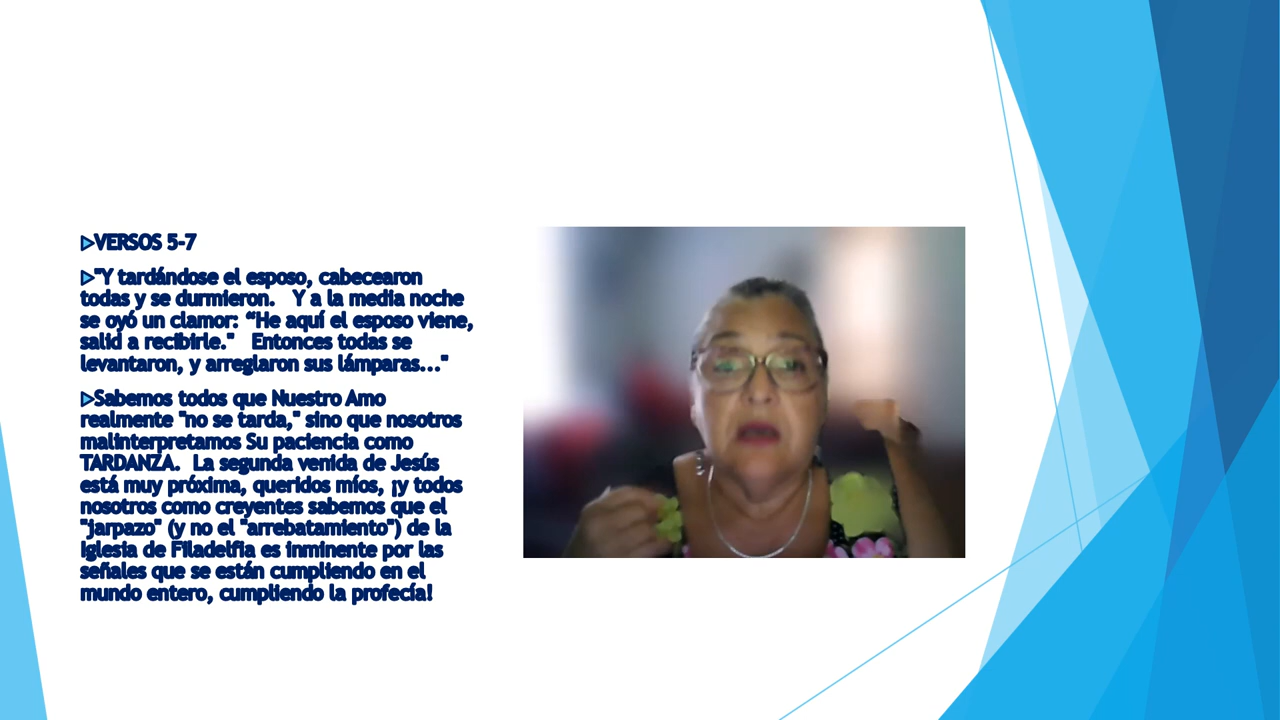 VERSOS 5-7
"Y tardándose el esposo, cabecearon
todas y se durmieron. Y a la media noche
se oyó un clamor: “He aquí el esposo viene,
salid a recibirle." Entonces todas se
levantaron, y arreglaron sus lámparas..."
Sabemos todos que Nuestro Amo
realmente "no se tarda," sino que nosotros
malinterpretamos Su paciencia como
TARDANZA. La segunda venida de Jesús
está muy próxima, queridos míos, ¡y todos
nosotros como creyentes sabemos que el
"jarpazo" (y no el "arrebatamiento") de la
Iglesia de Filadelfia es inminente por las
señales que se están cumpliendo en el
mundo entero, cumpliendo la profecía!